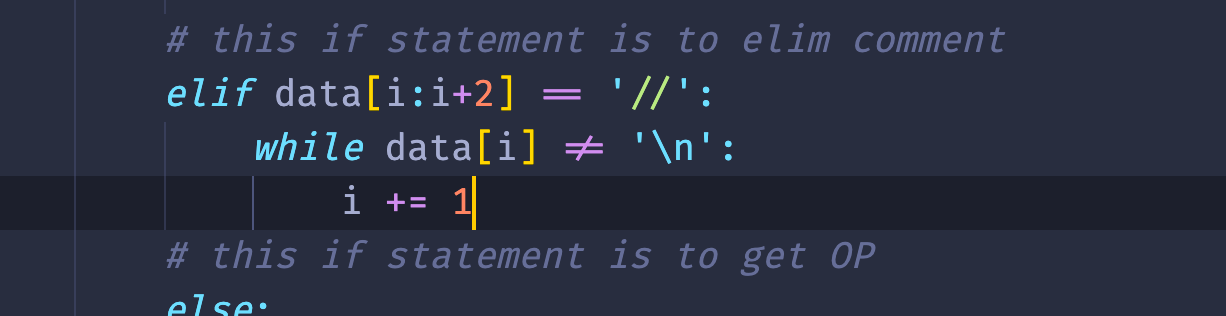 # this if statement is to elim comment
elif data[i:i+2] == '//':
while data[i] != '\n':
i += 1
# this if statement is to get OP
else: